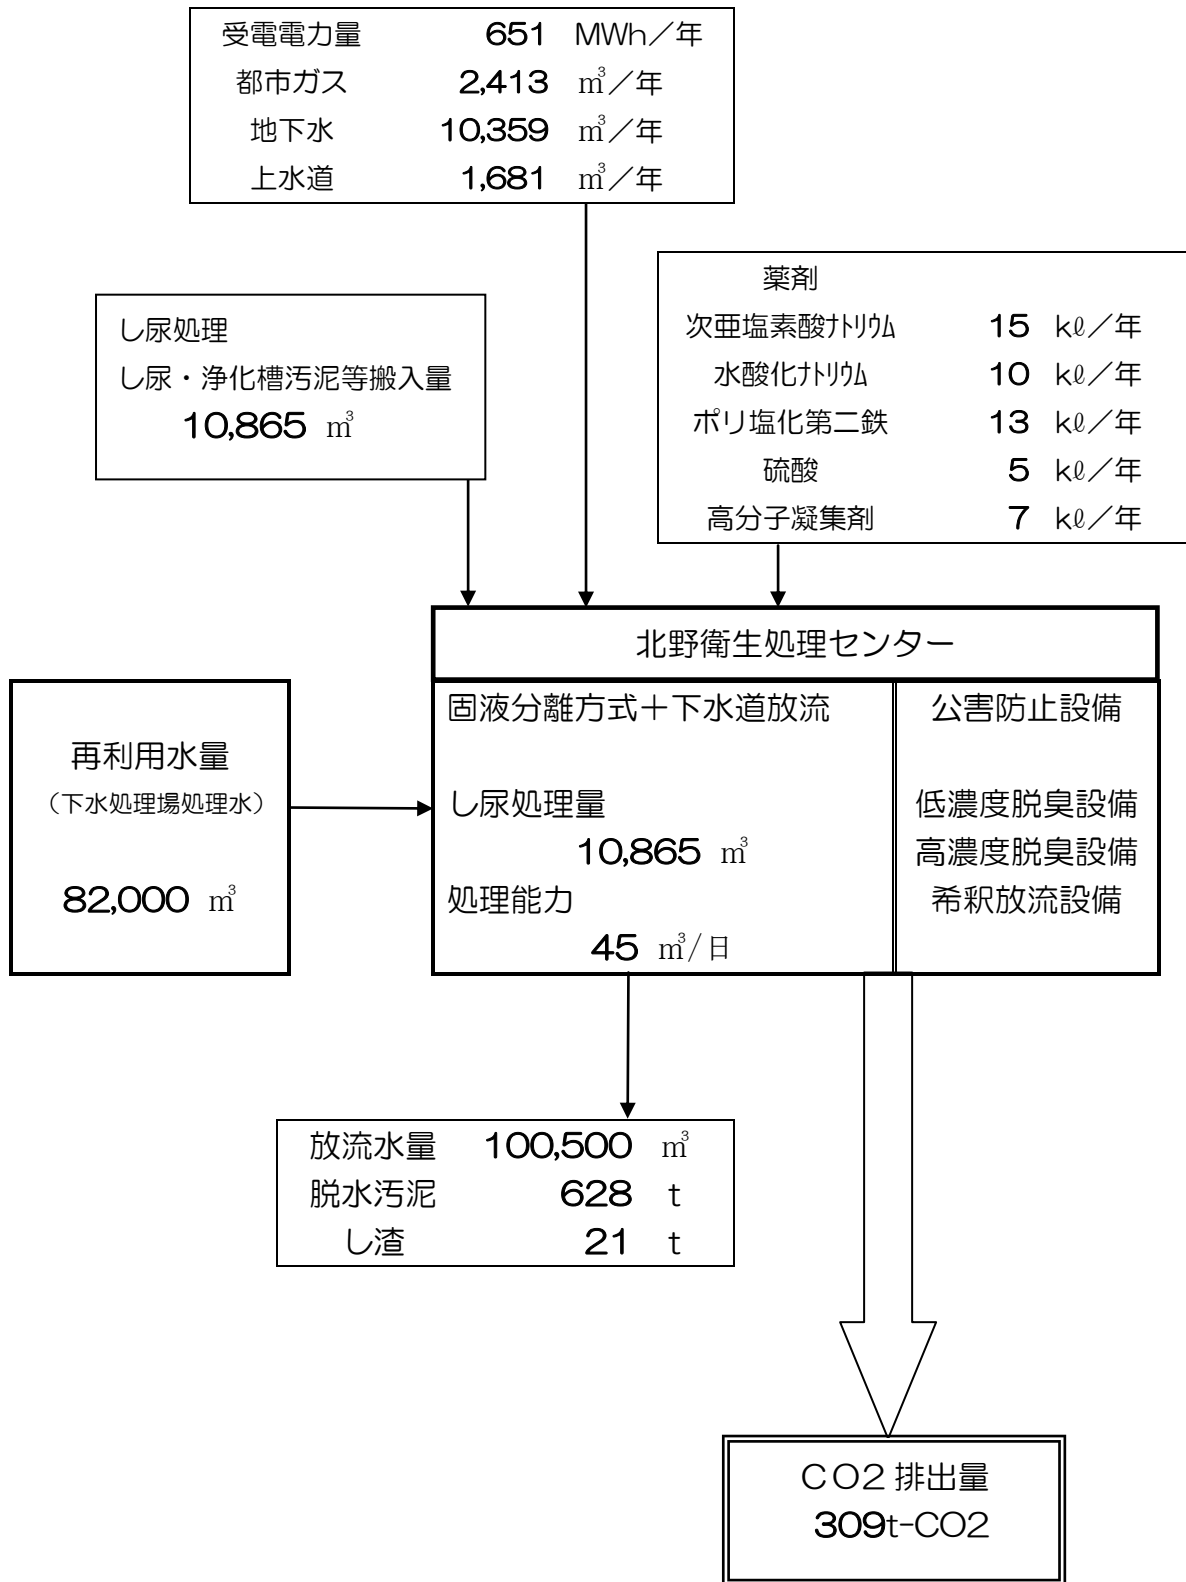 受電電力量 651 MWh／年
都市ガス 2,413 ㎥／年
地下水 10,359 ㎥／年
上水道 1,681 ㎥／年
し尿処理
し尿・浄化槽汚泥等搬入量
10,865 ㎥
薬剤
次亜塩素酸ﾅﾄﾘｳﾑ 15 kℓ／年
水酸化ﾅﾄﾘｳﾑ 10 kℓ／年
ポリ塩化第二鉄 13 kℓ／年
硫酸 5 kℓ／年
高分子凝集剤 7 kℓ／年
北野衛生処理センター
再利用水量
（下水処理場処理水）
82,000 ㎥
固液分離方式＋下水道放流
し尿処理量
10,865 ㎥
処理能力
45 ㎥/日
公害防止設備
低濃度脱臭設備
高濃度脱臭設備
希釈放流設備
放流水量 100,500 ㎥
脱水汚泥 628 t
し渣 21 t
ＣＯ２排出量
309t-CO2